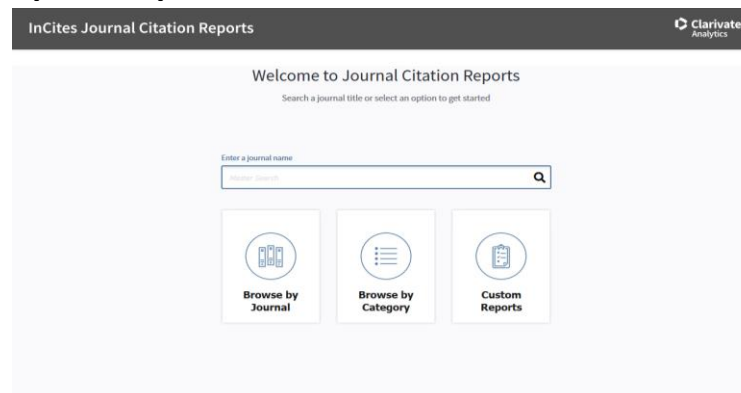 InCites Journal Citation Reports
Clarivate
Analytics
Welcome to Journal Citation Reports
Search a journal title or select an option to get started
Enter a journal name
Master Search
Browse by
Journal
Browse by
Category
Custom
Reports